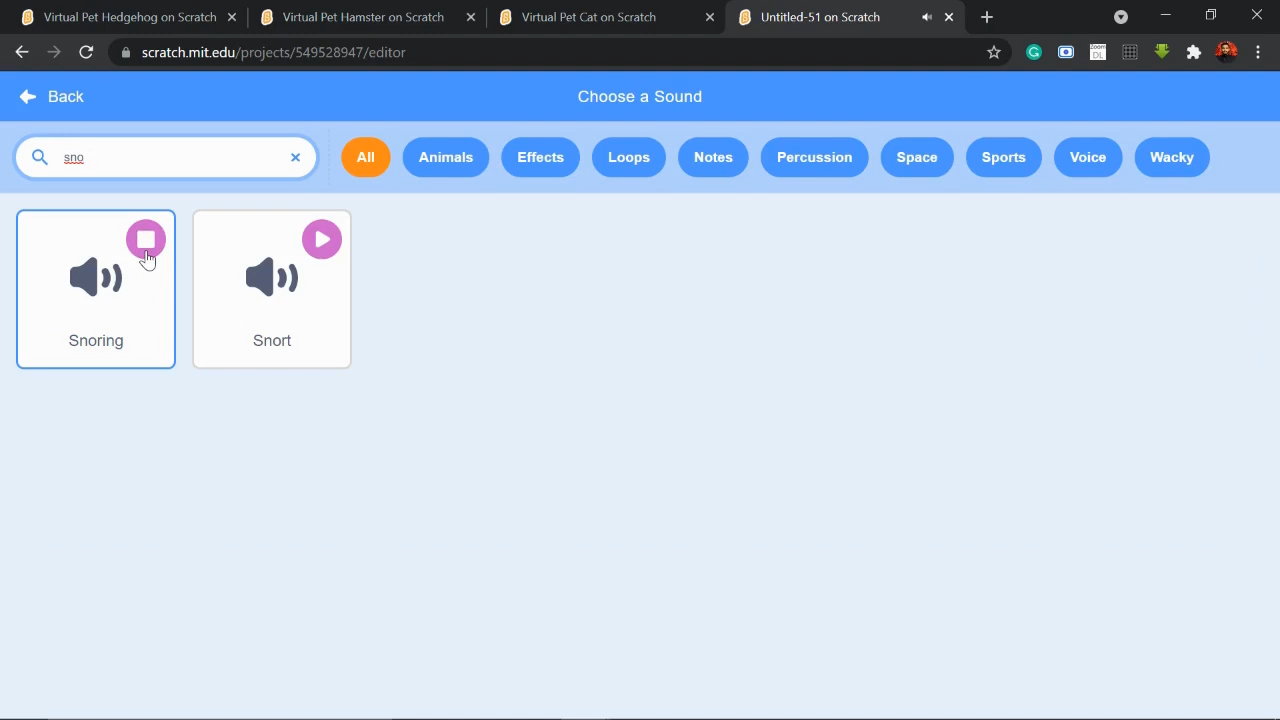 Virtual Pet Hedgehog on Scratch
Virtual Pet Hamster on Scratch
Virtual Pet Cat on Scratch
Untitled-51 on Scratch
scratch.mit.edu/projects/549528947/editor
zoom
DL
Back
Choose a Sound
sno
All
Animals
Effects
Loops
Notes
Percussion
Space
Sports
Voice
Wacky
Snoring
Snort